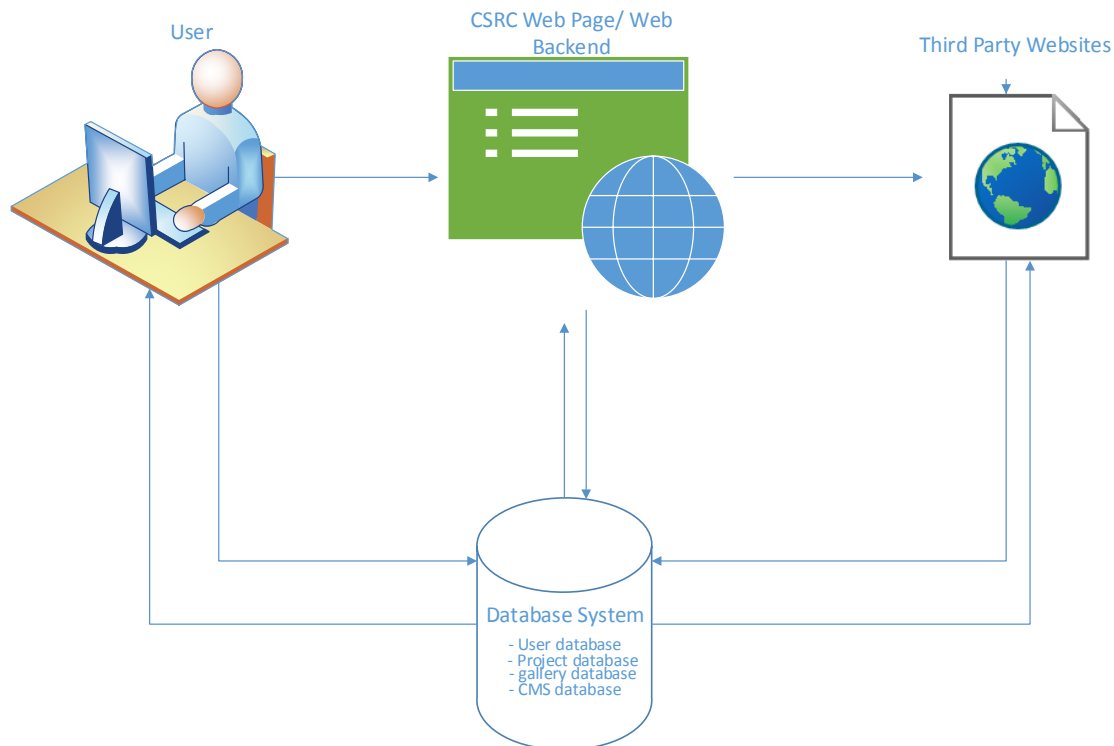 User
CSRC Web Page/ Web
Backend
Third Party Websites
Database System
- User database
- Project database
- gallery database
- CMS database